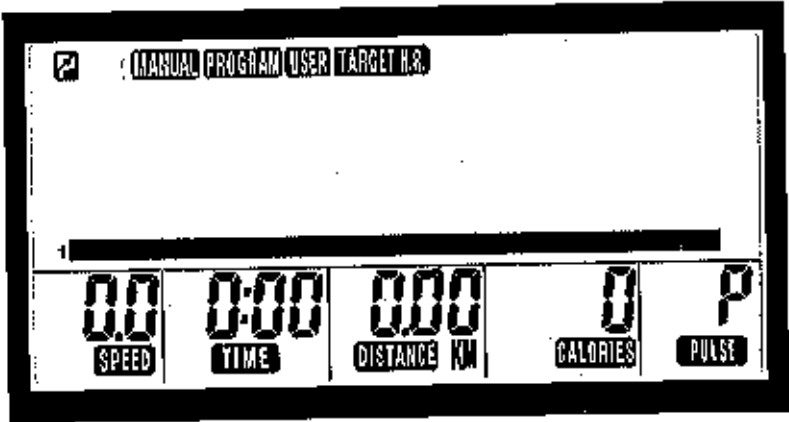 P MANUAL PROGRAM USER TARGET H.R.
1
0.0 0:00 0.00 0 P
SPEED TIME DISTANCE KM CALORIES PULSE